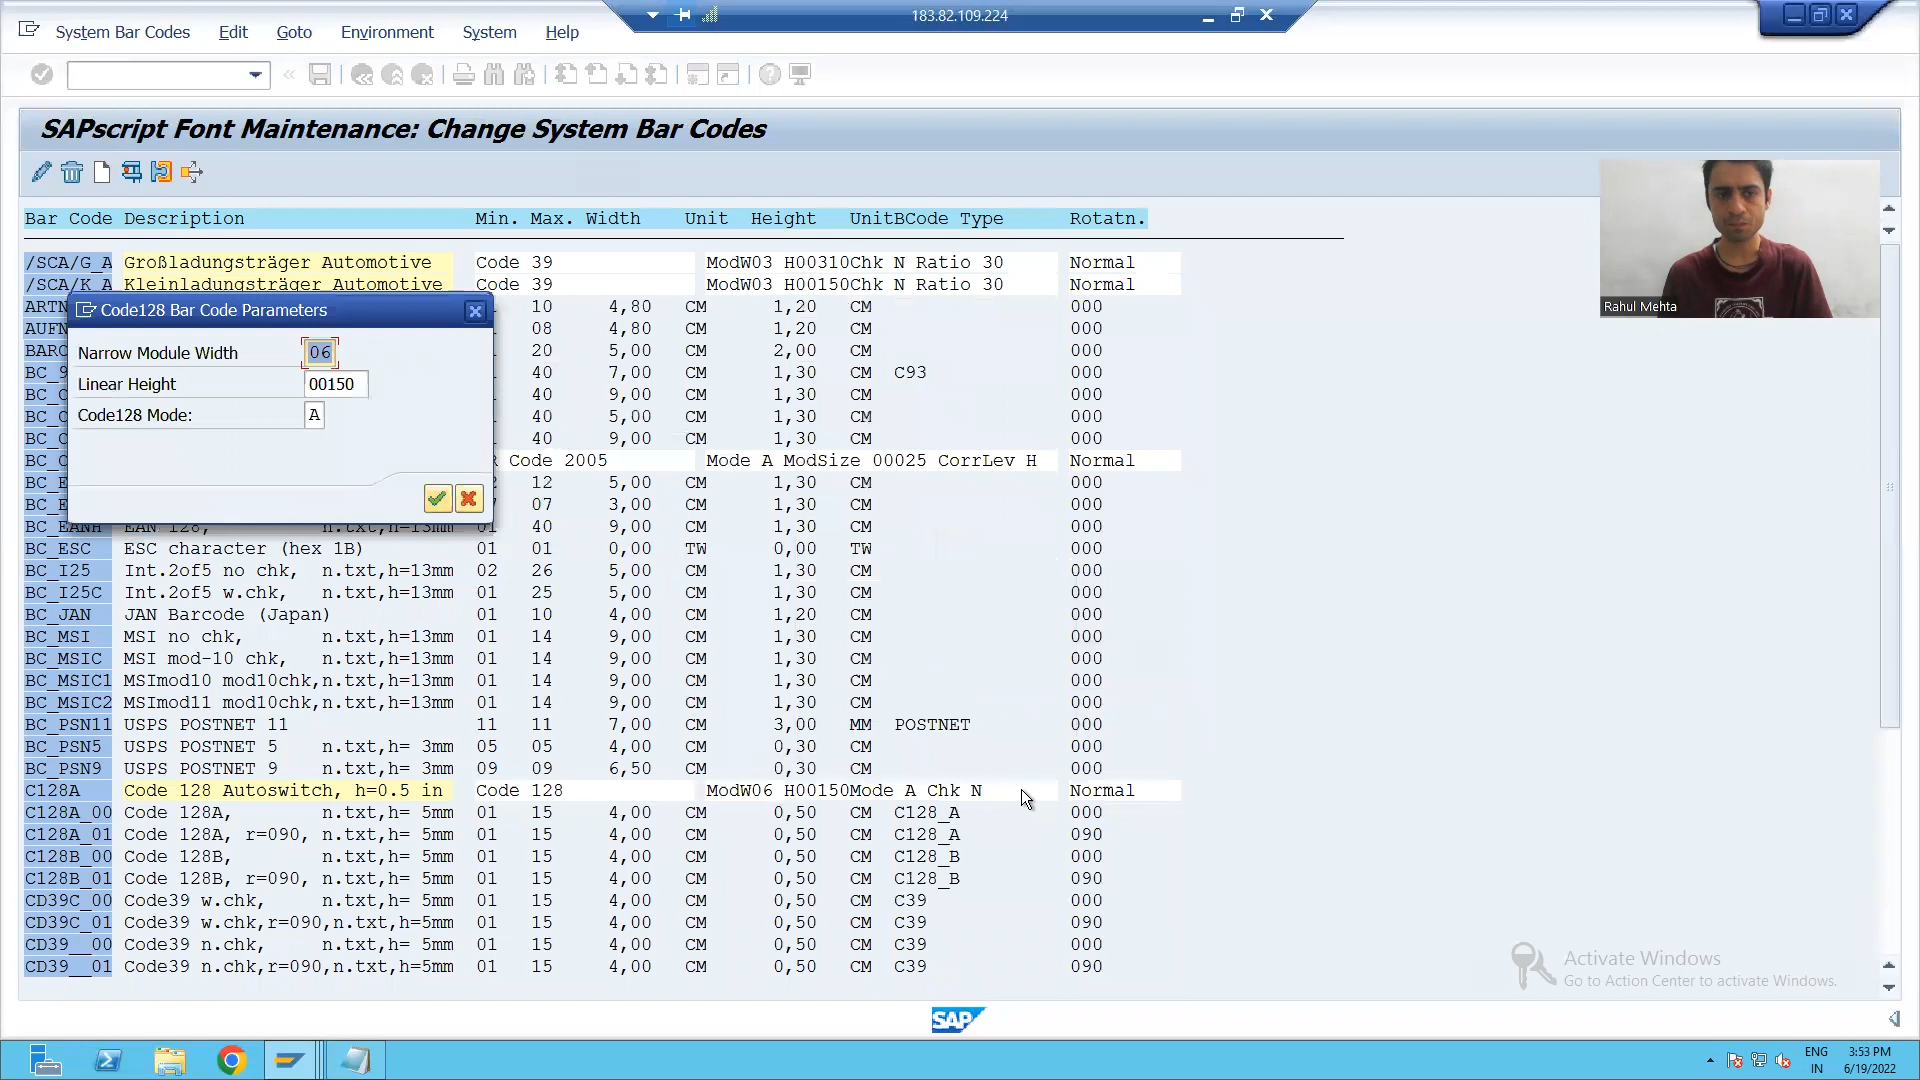 183.82.109.224
System Bar Codes Edit Goto Environment System Help
SAPscript Font Maintenance: Change System Bar Codes
Bar Code Description Min. Max. Width Unit Height UnitBCode Type Rotatn.
/SCA/G_A Großladungsträger Automotive Code 39 ModW03 H00310Chk N Ratio 30 Normal
/SCA/K_A Kleinladungsträger Automotive Code 39 ModW03 H00150Chk N Ratio 30 Normal
ARTN 10 4,80 CM 1,20 CM 000
AUFN 08 4,80 CM 1,20 CM 000
BARC 20 5,00 CM 2,00 CM 000
BC_9 40 7,00 CM 1,30 CM C93 000
BC_C 40 9,00 CM 1,30 CM 000
BC_C 40 5,00 CM 1,30 CM 000
BC_C 40 9,00 CM 1,30 CM 000
BC_C R Code 2005 Mode A ModSize 00025 CorrLev H Normal
BC_E 12 5,00 CM 1,30 CM 000
BC_E 07 3,00 CM 1,30 CM 000
BC_EANH EAN 128, n.txt,h=13mm 01 40 9,00 CM 1,30 CM 000
BC_ESC ESC character (hex 1B) 01 01 0,00 TW 0,00 TW 000
BC_I25 Int.2of5 no chk, n.txt,h=13mm 02 26 5,00 CM 1,30 CM 000
BC_I25C Int.2of5 w.chk, n.txt,h=13mm 01 25 5,00 CM 1,30 CM 000
BC_JAN JAN Barcode (Japan) 01 10 4,00 CM 1,20 CM 000
BC_MSI MSI no chk, n.txt,h=13mm 01 14 9,00 CM 1,30 CM 000
BC_MSIC MSI mod-10 chk, n.txt,h=13mm 01 14 9,00 CM 1,30 CM 000
BC_MSIC1 MSImod10 mod10chk,n.txt,h=13mm 01 14 9,00 CM 1,30 CM 000
BC_MSIC2 MSImod11 mod10chk,n.txt,h=13mm 01 14 9,00 CM 1,30 CM 000
BC_PSN11 USPS POSTNET 11 11 11 7,00 CM 3,00 MM POSTNET 000
BC_PSN5 USPS POSTNET 5 n.txt,h= 3mm 05 05 4,00 CM 0,30 CM 000
BC_PSN9 USPS POSTNET 9 n.txt,h= 3mm 09 09 6,50 CM 0,30 CM 000
C128A Code 128 Autoswitch, h=0.5 in Code 128 ModW06 H00150Mode A Chk N Normal
C128A_00 Code 128A, n.txt,h= 5mm 01 15 4,00 CM 0,50 CM C128_A 000
C128A_01 Code 128A, r=090, n.txt,h= 5mm 01 15 4,00 CM 0,50 CM C128_A 090
C128B_00 Code 128B, n.txt,h= 5mm 01 15 4,00 CM 0,50 CM C128_B 000
C128B_01 Code 128B, r=090, n.txt,h= 5mm 01 15 4,00 CM 0,50 CM C128_B 090
CD39C_00 Code39 w.chk, n.txt,h= 5mm 01 15 4,00 CM 0,50 CM C39 000
CD39C_01 Code39 w.chk,r=090,n.txt,h=5mm 01 15 4,00 CM 0,50 CM C39 090
CD39__00 Code39 n.chk, n.txt,h= 5mm 01 15 4,00 CM 0,50 CM C39 000
CD39__01 Code39 n.chk,r=090,n.txt,h=5mm 01 15 4,00 CM 0,50 CM C39 090
Code128 Bar Code Parameters
Narrow Module Width 06
Linear Height 00150
Code128 Mode: A
Rahul Mehta
Activate Windows
Go to Action Center to activate Windows.
SAP
ENG 3:53 PM
IN 6/19/2022